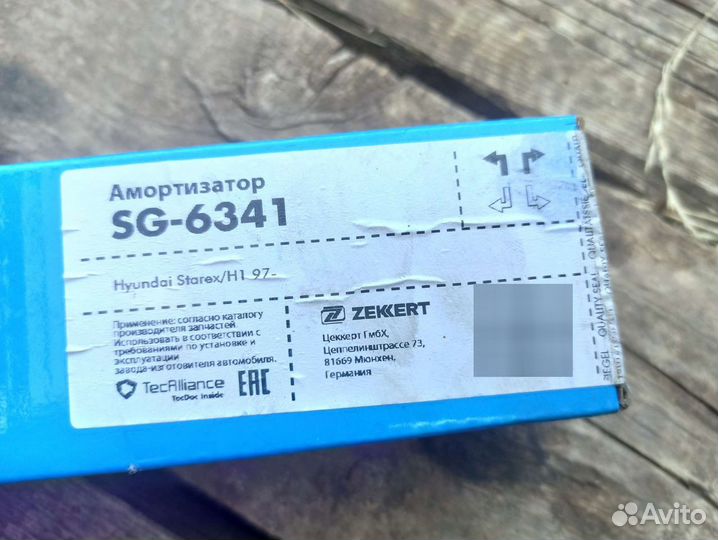 Амортизатор
SG-6341
Hyundai Starex/H1 97-
Применение: согласно каталогу
производителя запчастей.
Использовать в соответствии с
требованиями по установке и
эксплуатации
завода-изготовителя автомобиля.
TecAlliance
TecDoc Inside
EAC
ZEKKERT
Цеккерт ГмбХ,
Цеппелинштрассе 73,
81669 Мюнхен,
Германия
QUALITY SEAL
Avito